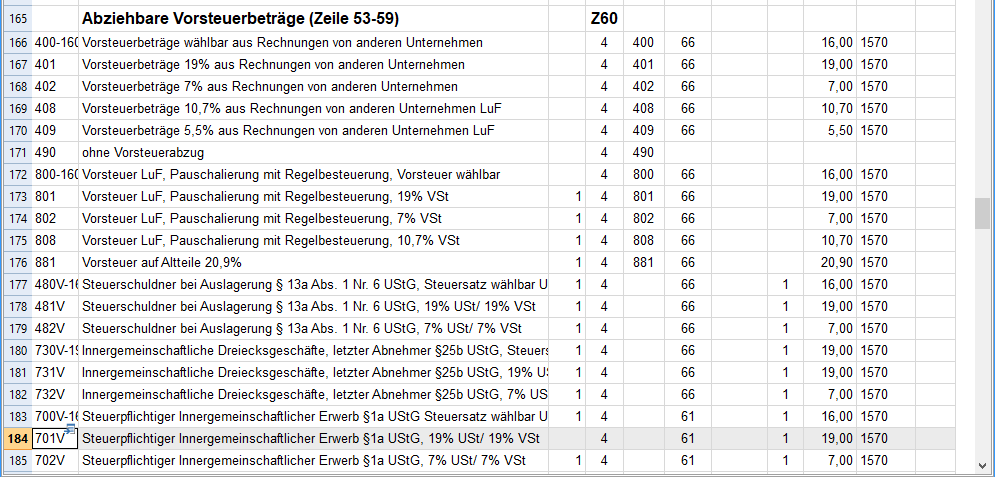 165 Abziehbare Vorsteuerbeträge (Zeile 53-59) Z60
166 400-160 Vorsteuerbeträge wählbar aus Rechnungen von anderen Unternehmen 4 400 66 16,00 1570
167 401 Vorsteuerbeträge 19% aus Rechnungen von anderen Unternehmen 4 401 66 19,00 1570
168 402 Vorsteuerbeträge 7% aus Rechnungen von anderen Unternehmen 4 402 66 7,00 1570
169 408 Vorsteuerbeträge 10,7% aus Rechnungen von anderen Unternehmen LuF 4 408 66 10,70 1570
170 409 Vorsteuerbeträge 5,5% aus Rechnungen von anderen Unternehmen LuF 4 409 66 5,50 1570
171 490 ohne Vorsteuerabzug 4 490
172 800-160 Vorsteuer LuF, Pauschalierung mit Regelbesteuerung, Vorsteuer wählbar 4 800 66 16,00 1570
173 801 Vorsteuer LuF, Pauschalierung mit Regelbesteuerung, 19% VSt 1 4 801 66 19,00 1570
174 802 Vorsteuer LuF, Pauschalierung mit Regelbesteuerung, 7% VSt 1 4 802 66 7,00 1570
175 808 Vorsteuer LuF, Pauschalierung mit Regelbesteuerung, 10,7% VSt 1 4 808 66 10,70 1570
176 881 Vorsteuer auf Altteile 20,9% 1 4 881 66 20,90 1570
177 480V-16 Steuerschuldner bei Auslagerung § 13a Abs. 1 Nr. 6 UStG, Steuersatz wählbar U 1 4 66 1 16,00 1570
178 481V Steuerschuldner bei Auslagerung § 13a Abs. 1 Nr. 6 UStG, 19% USt/ 19% VSt 1 4 66 1 19,00 1570
179 482V Steuerschuldner bei Auslagerung § 13a Abs. 1 Nr. 6 UStG, 7% USt/ 7% VSt 1 4 66 1 7,00 1570
180 730V-19 Innergemeinschaftliche Dreiecksgeschäfte, letzter Abnehmer §25b UStG, Steuers 1 4 66 1 19,00 1570
181 731V Innergemeinschaftliche Dreiecksgeschäfte, letzter Abnehmer §25b UStG, 19% US 1 4 66 1 19,00 1570
182 732V Innergemeinschaftliche Dreiecksgeschäfte, letzter Abnehmer §25b UStG, 7% US 1 4 66 1 7,00 1570
183 700V-16 Steuerpflichtiger Innergemeinschaftlicher Erwerb §1a UStG Steuersatz wählbar U 1 4 61 1 16,00 1570
184 701V Steuerpflichtiger Innergemeinschaftlicher Erwerb §1a UStG, 19% USt/ 19% VSt 4 61 1 19,00 1570
185 702V Steuerpflichtiger Innergemeinschaftlicher Erwerb §1a UStG, 7% USt/ 7% VSt 1 4 61 1 7,00 1570